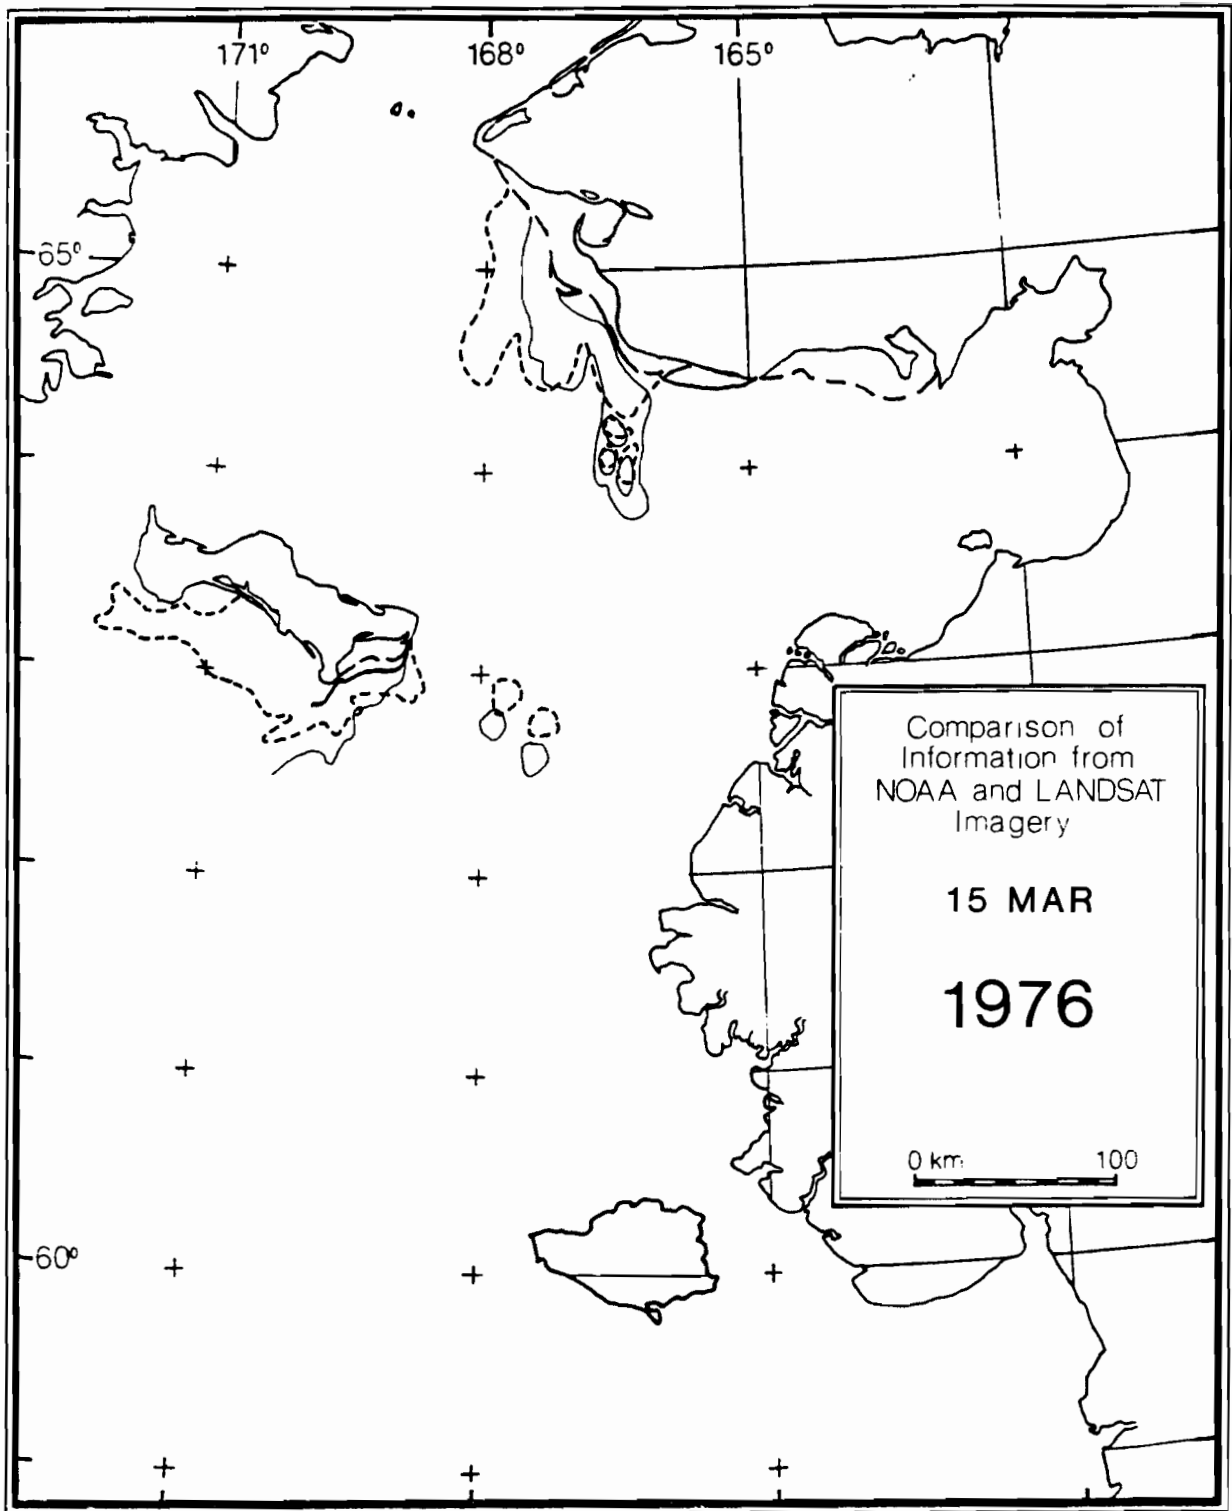 171° 168° 165°
65°
Comparison of
Information from
NOAA and LANDSAT
Imagery
15 MAR
1976
0 km 100
60°